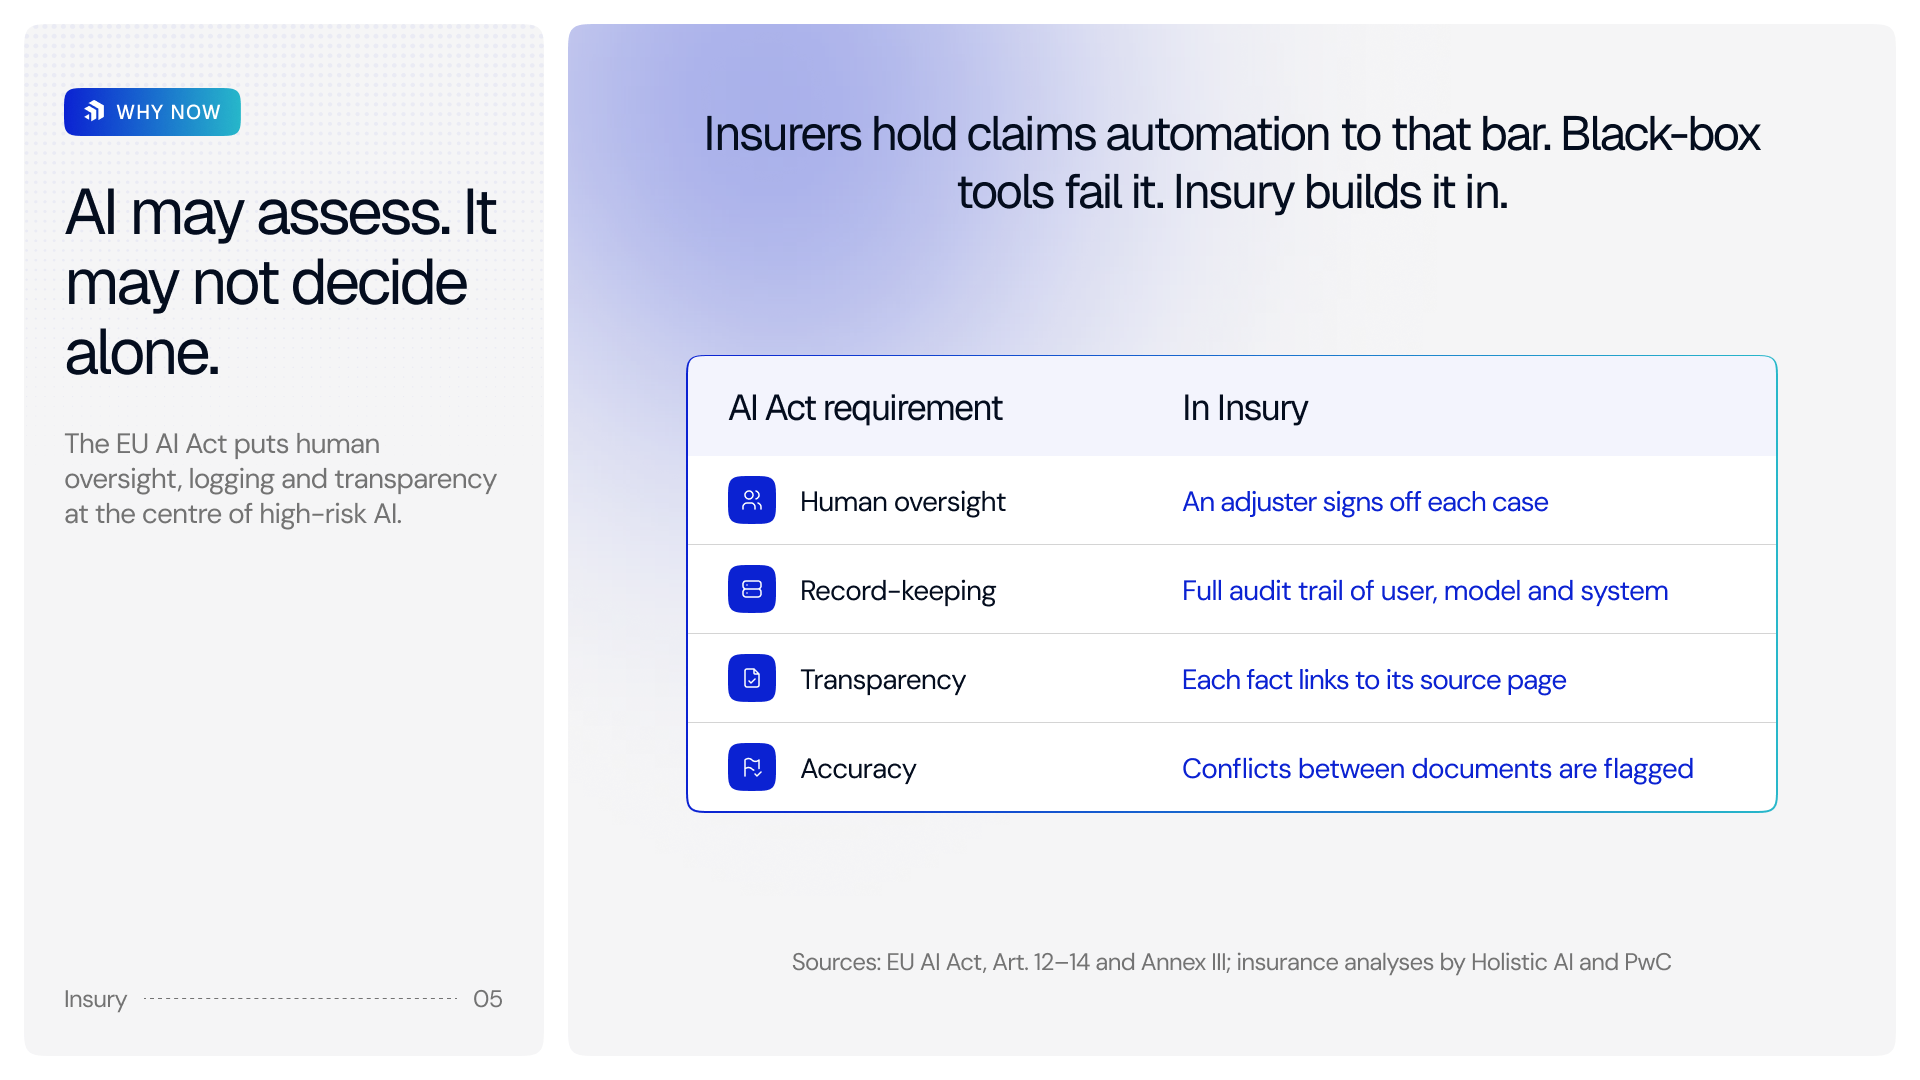 WHY NOW
AI may assess. It
may not decide
alone.
The EU AI Act puts human
oversight, logging and transparency
at the centre of high-risk AI.
Insury
05
Insurers hold claims automation to that bar. Black-box
tools fail it. Insury builds it in.
AI Act requirement
In Insury
Human oversight
An adjuster signs off each case
Record-keeping
Full audit trail of user, model and system
Transparency
Each fact links to its source page
Accuracy
Conflicts between documents are flagged
Sources: EU AI Act, Art. 12–14 and Annex III; insurance analyses by Holistic AI and PwC